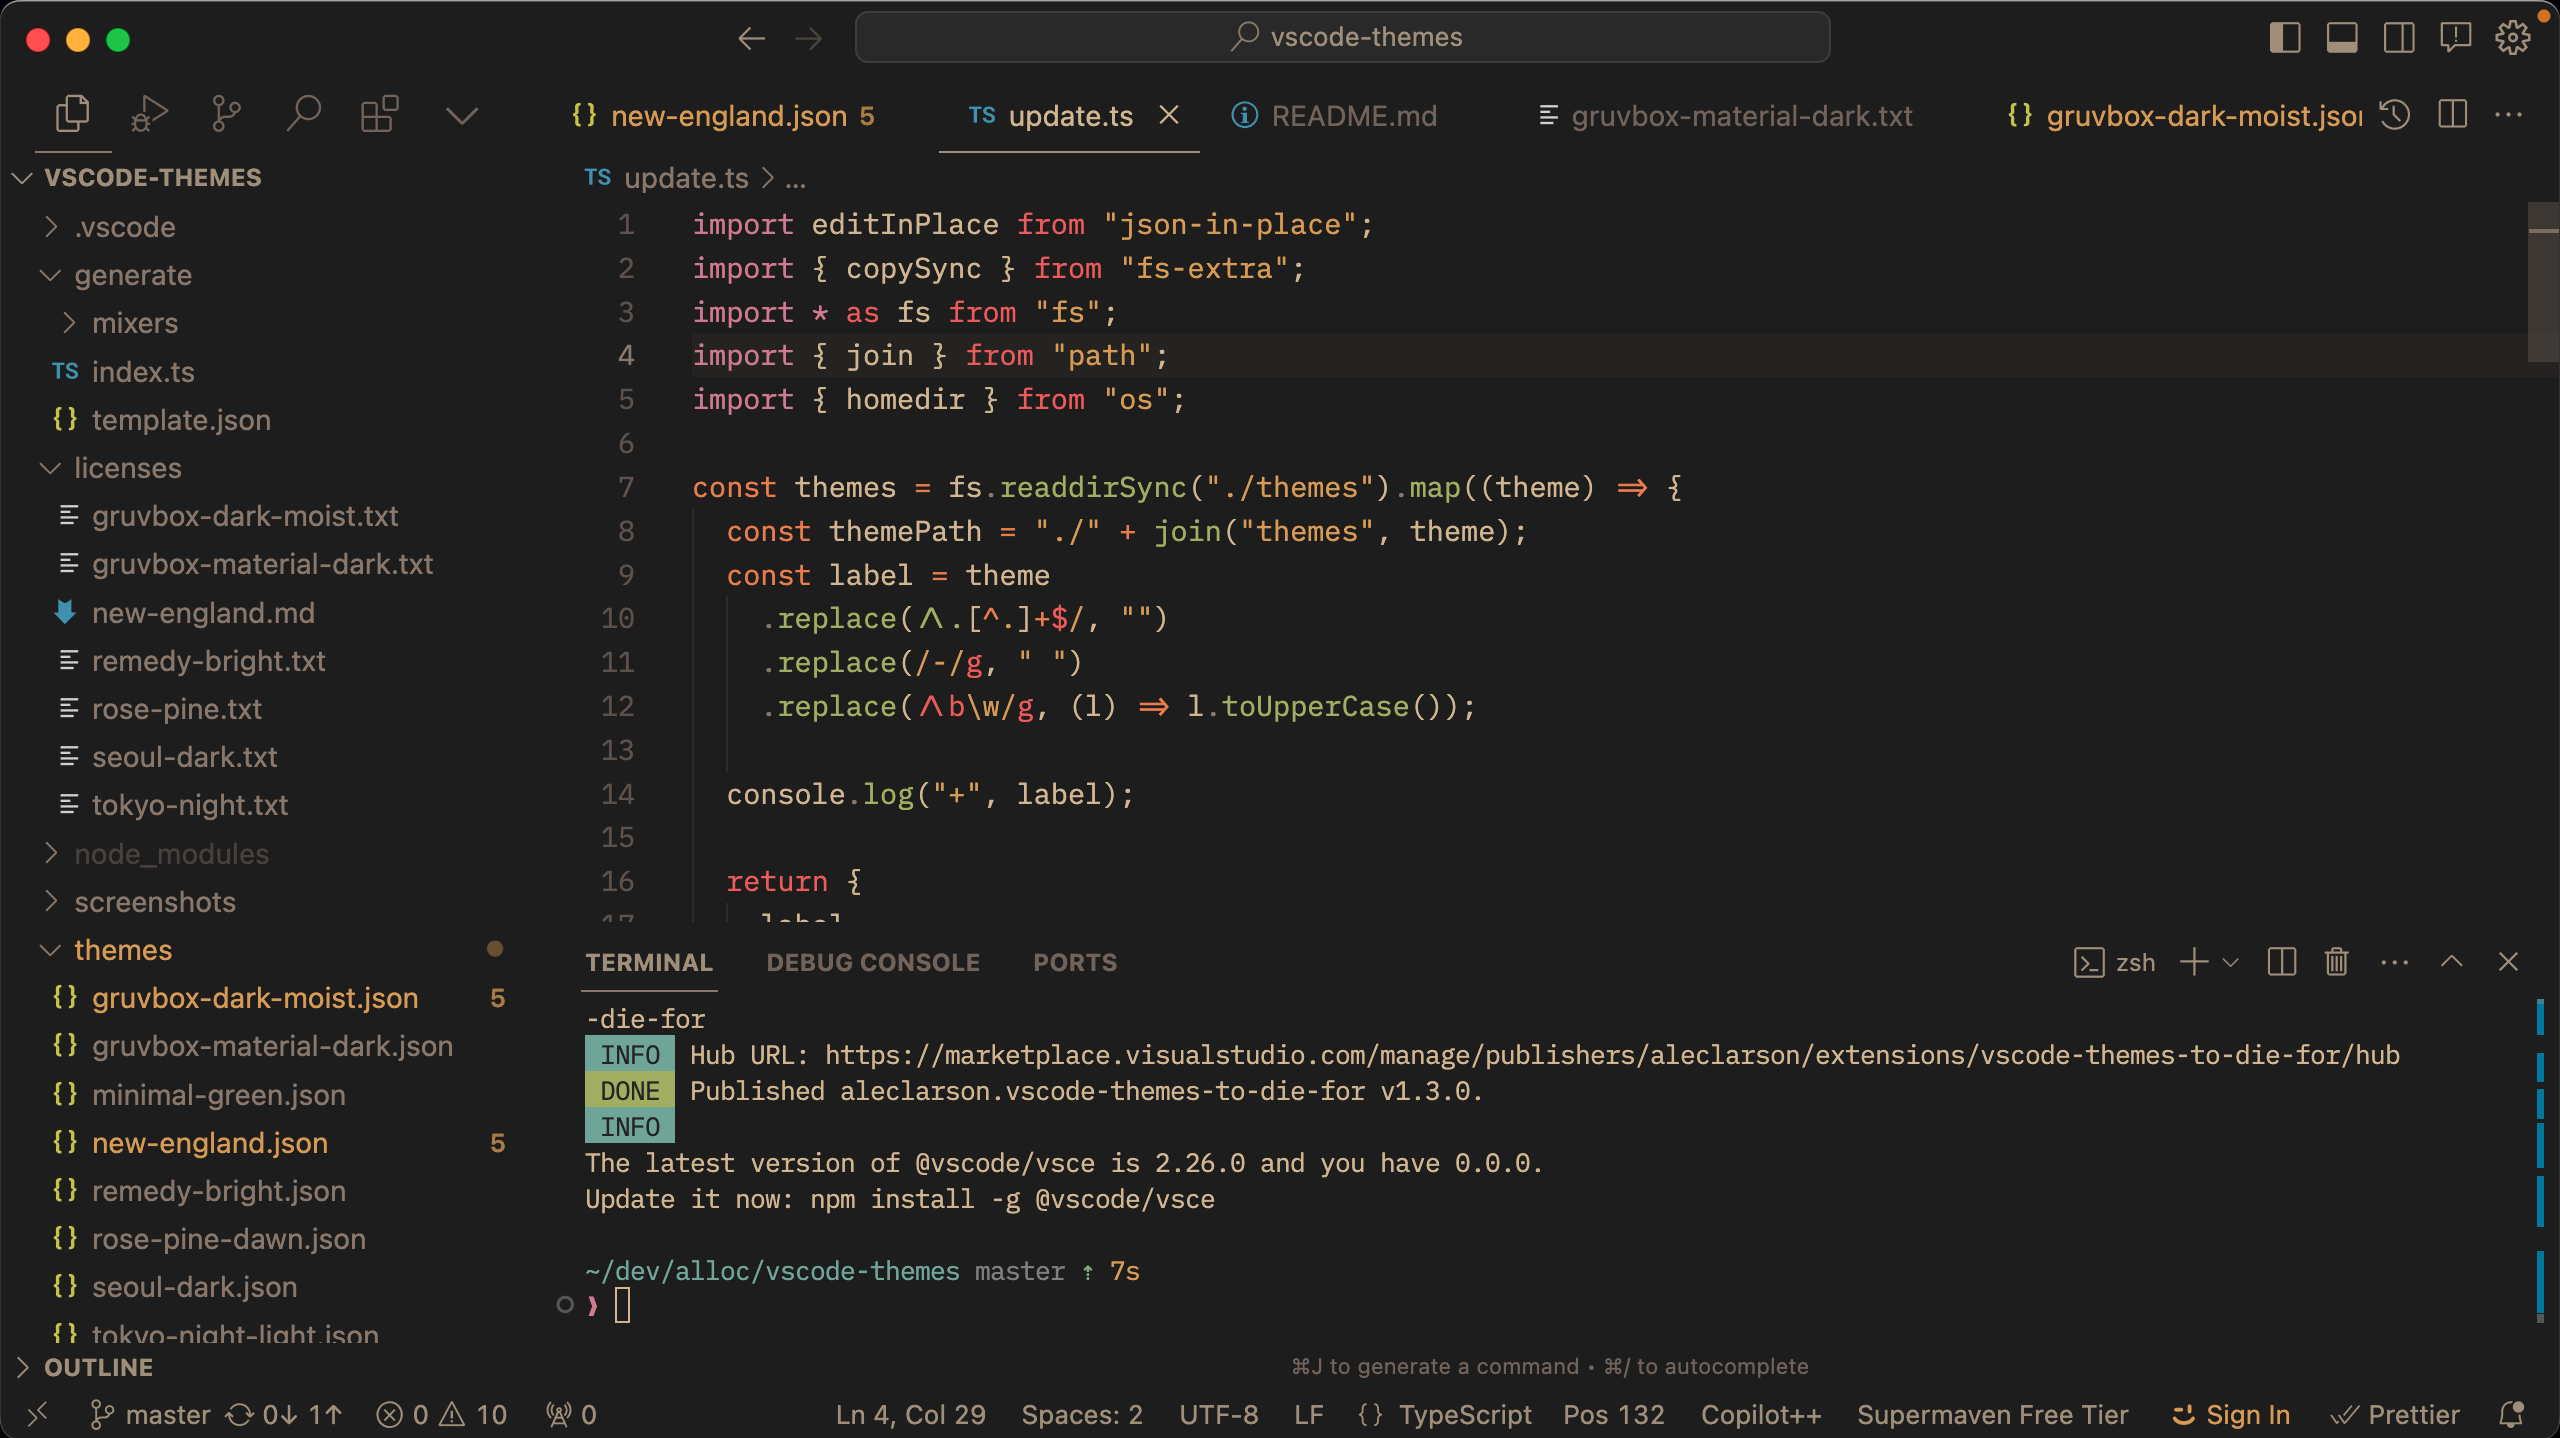 vscode-themes
new-england.json 5
TS update.ts
README.md
gruvbox-material-dark.txt
gruvbox-dark-moist.json
VSCODE-THEMES
.vscode
generate
mixers
TS index.ts
{} template.json
licenses
gruvbox-dark-moist.txt
gruvbox-material-dark.txt
new-england.md
remedy-bright.txt
rose-pine.txt
seoul-dark.txt
tokyo-night.txt
node_modules
screenshots
themes
{} gruvbox-dark-moist.json 5
{} gruvbox-material-dark.json
{} minimal-green.json
{} new-england.json 5
{} remedy-bright.json
{} rose-pine-dawn.json
{} seoul-dark.json
{} tokyo-night-light.json
OUTLINE
TS update.ts > ...
1 import editInPlace from "json-in-place";
2 import { copySync } from "fs-extra";
3 import * as fs from "fs";
4 import { join } from "path";
5 import { homedir } from "os";
6
7 const themes = fs.readdirSync("./themes").map((theme) => {
8 const themePath = "./" + join("themes", theme);
9 const label = theme
10 .replace(/\.[^.]+$/, "")
11 .replace(/-/g, " ")
12 .replace(/\b\w/g, (l) => l.toUpperCase());
13
14 console.log("+", label);
15
16 return {
17 label
TERMINAL DEBUG CONSOLE PORTS
zsh
-die-for
INFO Hub URL: https://marketplace.visualstudio.com/manage/publishers/aleclarson/extensions/vscode-themes-to-die-for/hub
DONE Published aleclarson.vscode-themes-to-die-for v1.3.0.
INFO
The latest version of @vscode/vsce is 2.26.0 and you have 0.0.0.
Update it now: npm install -g @vscode/vsce
~/dev/alloc/vscode-themes master ⇡ 7s
❫
⌘J to generate a command • ⌘/ to autocomplete
master 0↓ 1↑ 0 10 0
Ln 4, Col 29 Spaces: 2 UTF-8 LF {} TypeScript Pos 132 Copilot++ Supermaven Free Tier Sign In Prettier